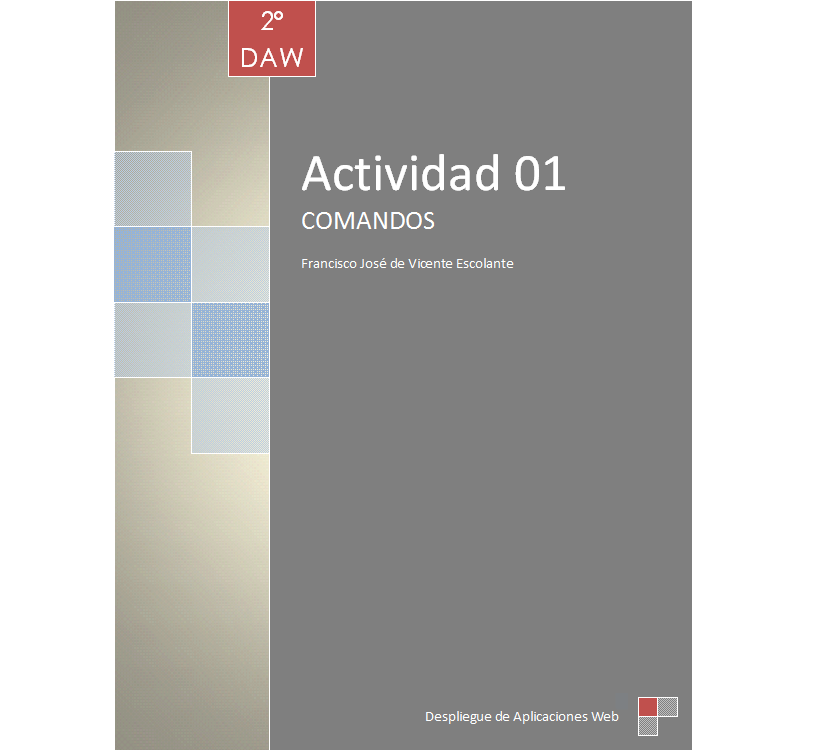 2º
DAW
Actividad 01
COMANDOS
Francisco José de Vicente Escolante
Despliegue de Aplicaciones Web